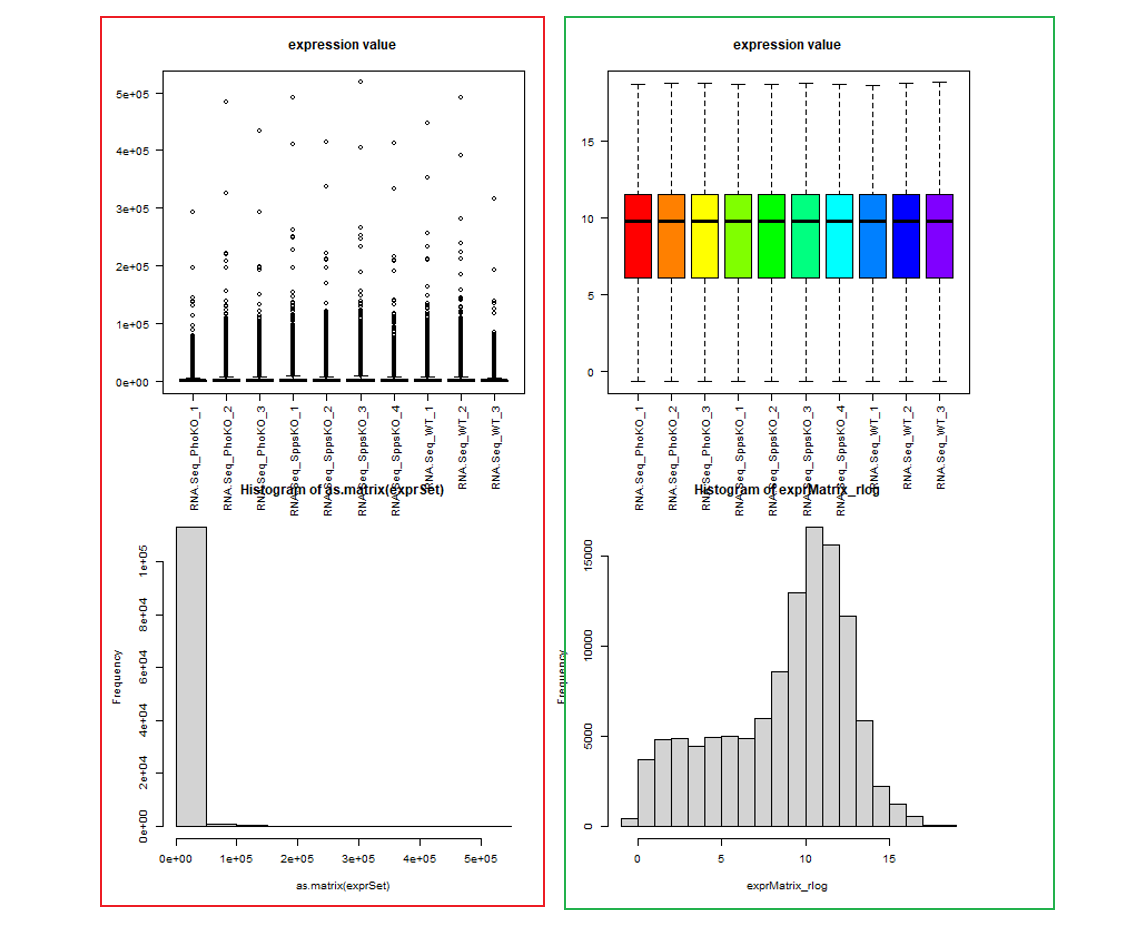 expression value
5e+05
4e+05
3e+05
2e+05
1e+05
0e+00
RNA.Seq_PhoKO_1
RNA.Seq_PhoKO_2
RNA.Seq_PhoKO_3
RNA.Seq_SppsKO_1
RNA.Seq_SppsKO_2
RNA.Seq_SppsKO_3
RNA.Seq_SppsKO_4
RNA.Seq_WT_1
RNA.Seq_WT_2
RNA.Seq_WT_3
Histogram of as.matrix(exprSet)
Frequency
1e+05
8e+04
6e+04
4e+04
2e+04
0e+00
0e+00 1e+05 2e+05 3e+05 4e+05 5e+05
as.matrix(exprSet)
expression value
15
10
5
0
RNA.Seq_PhoKO_1
RNA.Seq_PhoKO_2
RNA.Seq_PhoKO_3
RNA.Seq_SppsKO_1
RNA.Seq_SppsKO_2
RNA.Seq_SppsKO_3
RNA.Seq_SppsKO_4
RNA.Seq_WT_1
RNA.Seq_WT_2
RNA.Seq_WT_3
Histogram of exprMatrix_rlog
Frequency
15000
10000
5000
0
0 5 10 15
exprMatrix_rlog